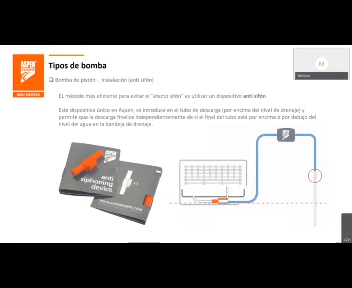 ASPEN
Tipos de bomba
❑ Bomba de pistón - Instalación (anti sifón)
M
EL método más eficiente para evitar el "efecto sifón" es utilizar un dispositivo anti sifón
Este dispositivo único en Aspen, se introduce en el tubo de descarga (por encima del nivel de drenaje) y
permite que la descarga finalice independientemente de si el final del tubo está por encima o por debajo del
nivel del agua en la bandeja de drenaje.
anti
siphoning
device
x1